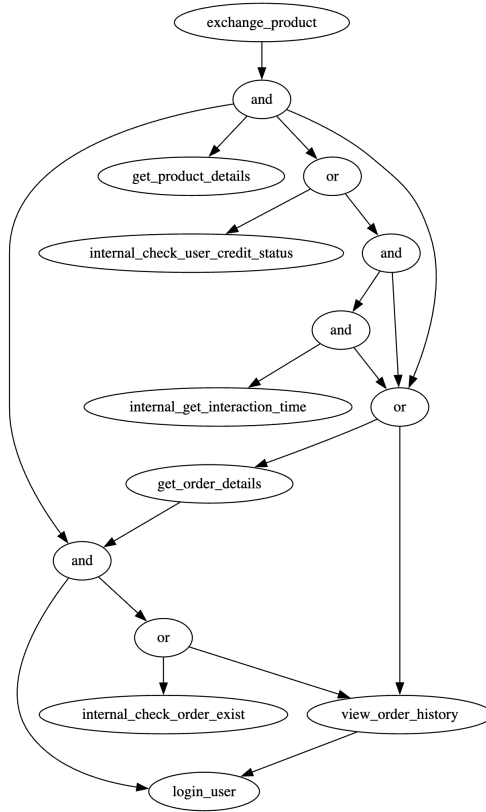 exchange_product
and
get_product_details
or
internal_check_user_credit_status
and
and
internal_get_interaction_time
or
get_order_details
and
or
internal_check_order_exist
view_order_history
login_user